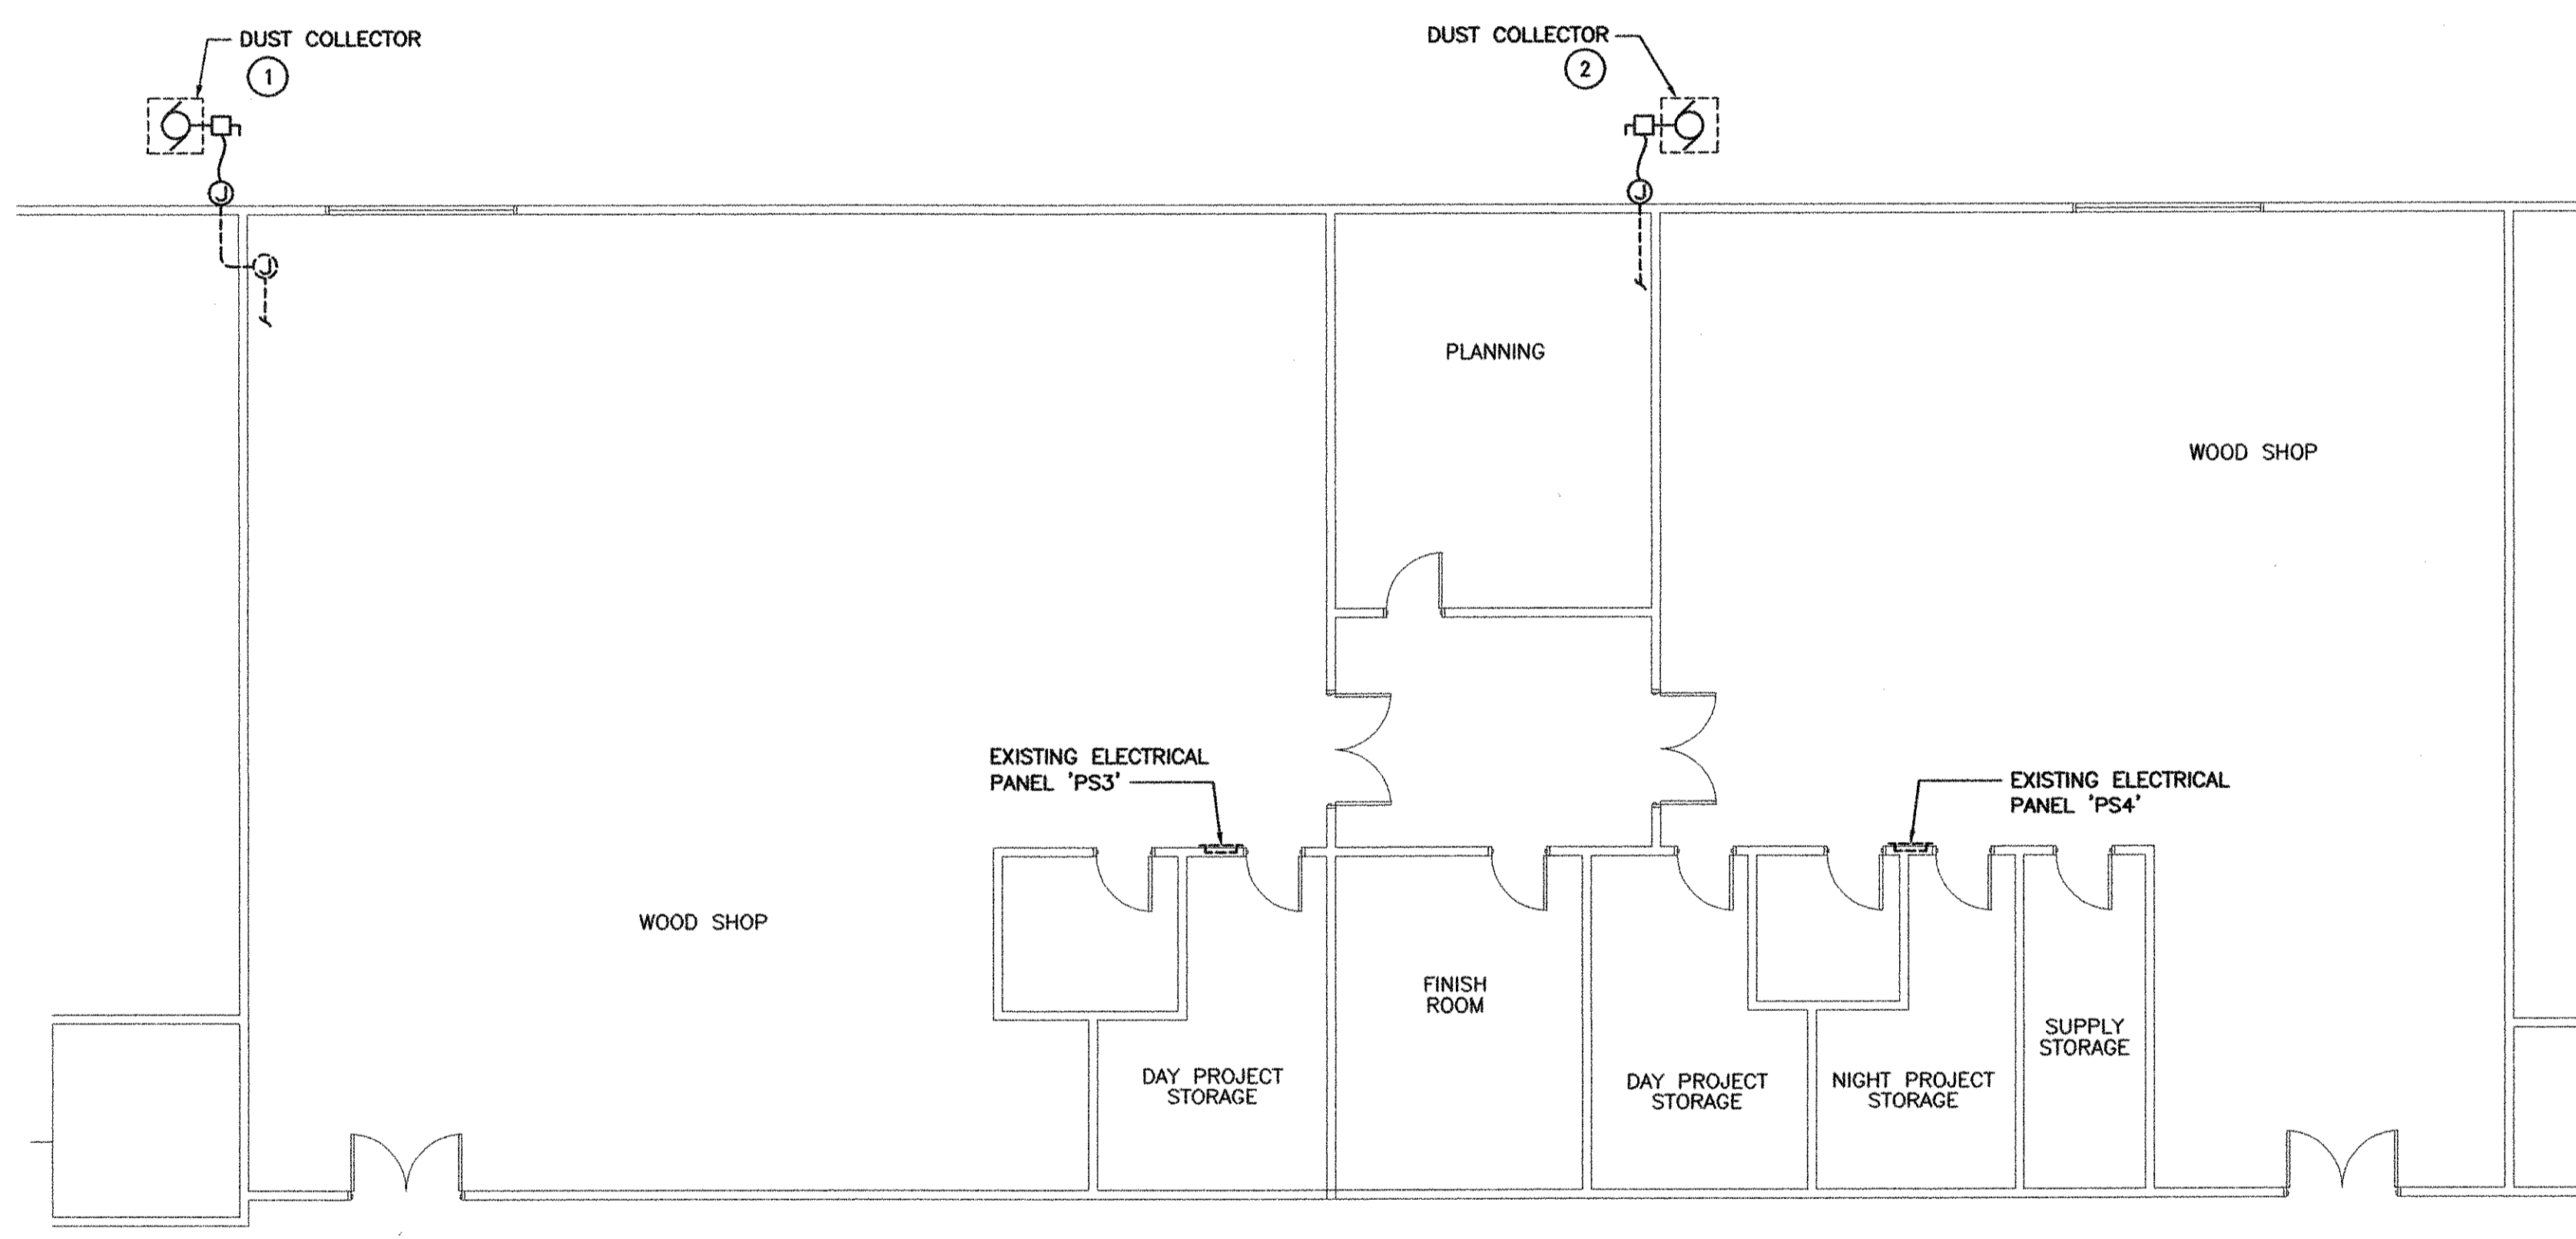 DUST COLLECTOR
1
DUST COLLECTOR
2
J
J
J
PLANNING
WOOD SHOP
EXISTING ELECTRICAL
PANEL 'PS3'
EXISTING ELECTRICAL
PANEL 'PS4'
WOOD SHOP
FINISH
ROOM
SUPPLY
STORAGE
DAY PROJECT
STORAGE
DAY PROJECT
STORAGE
NIGHT PROJECT
STORAGE